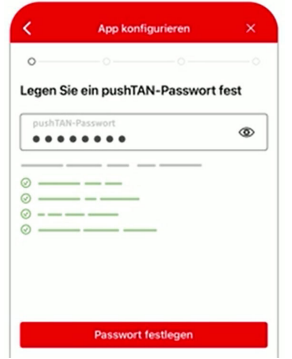 App konfigurieren
Legen Sie ein pushTAN-Passwort fest
pushTAN-Passwort
Passwort festlegen